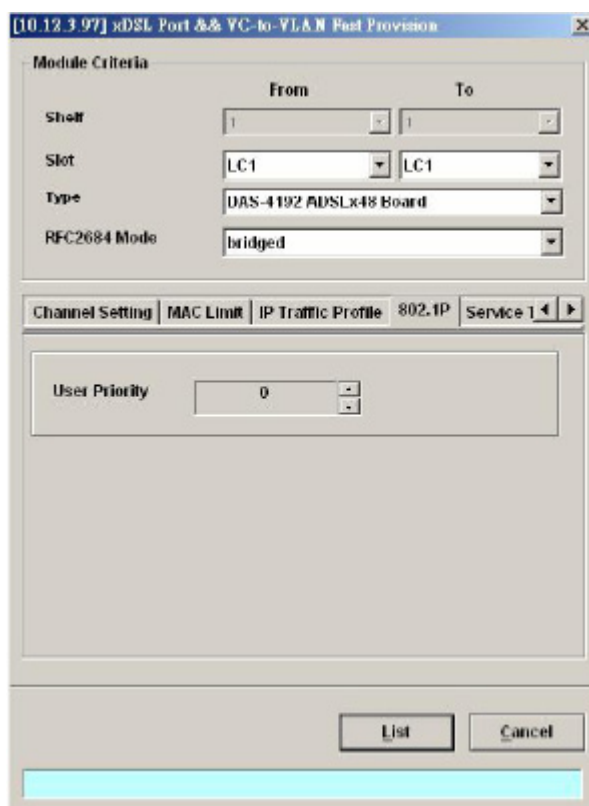 [10.12.3.97] xDSL Port && VC-to-VLAN Fast Provision
Module Criteria
From To
Shelf 1 1
Slot LC1 LC1
Type DAS-4192 ADSLx48 Board
RFC2684 Mode bridged
Channel Setting MAC Limit IP Traffic Profile 802.1P Service T
User Priority 0
List Cancel